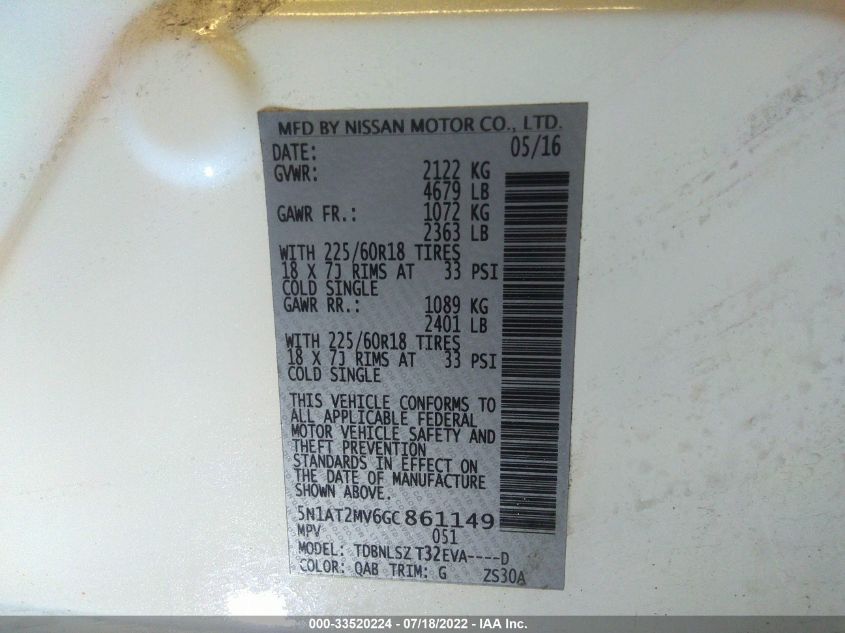 MFD BY NISSAN MOTOR CO., LTD.
DATE: 05/16
GVWR: 2122 KG
4679 LB
GAWR FR.: 1072 KG
2363 LB
WITH 225/60R18 TIRES
18 X 7J RIMS AT 33 PSI
COLD SINGLE
GAWR RR.: 1089 KG
2401 LB
WITH 225/60R18 TIRES
18 X 7J RIMS AT 33 PSI
COLD SINGLE
THIS VEHICLE CONFORMS TO
ALL APPLICABLE FEDERAL
MOTOR VEHICLE SAFETY AND
THEFT PREVENTION
STANDARDS IN EFFECT ON
THE DATE OF MANUFACTURE
SHOWN ABOVE.
5N1AT2MV6GC861149
MPV 051
MODEL: TDBNLSZ T32EVA----D
COLOR: QAB TRIM: G ZS30A
000-33520224 - 07/18/2022 - IAA Inc.